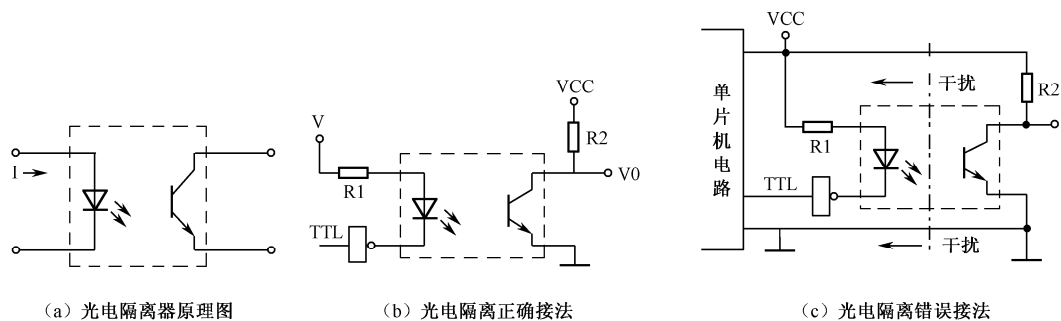 I
(a) 光电隔离器原理图
V
R1
TTL
VCC
R2
V0
(b) 光电隔离正确接法
单片机电路
VCC
干扰
R1
R2
TTL
干扰
(c) 光电隔离错误接法